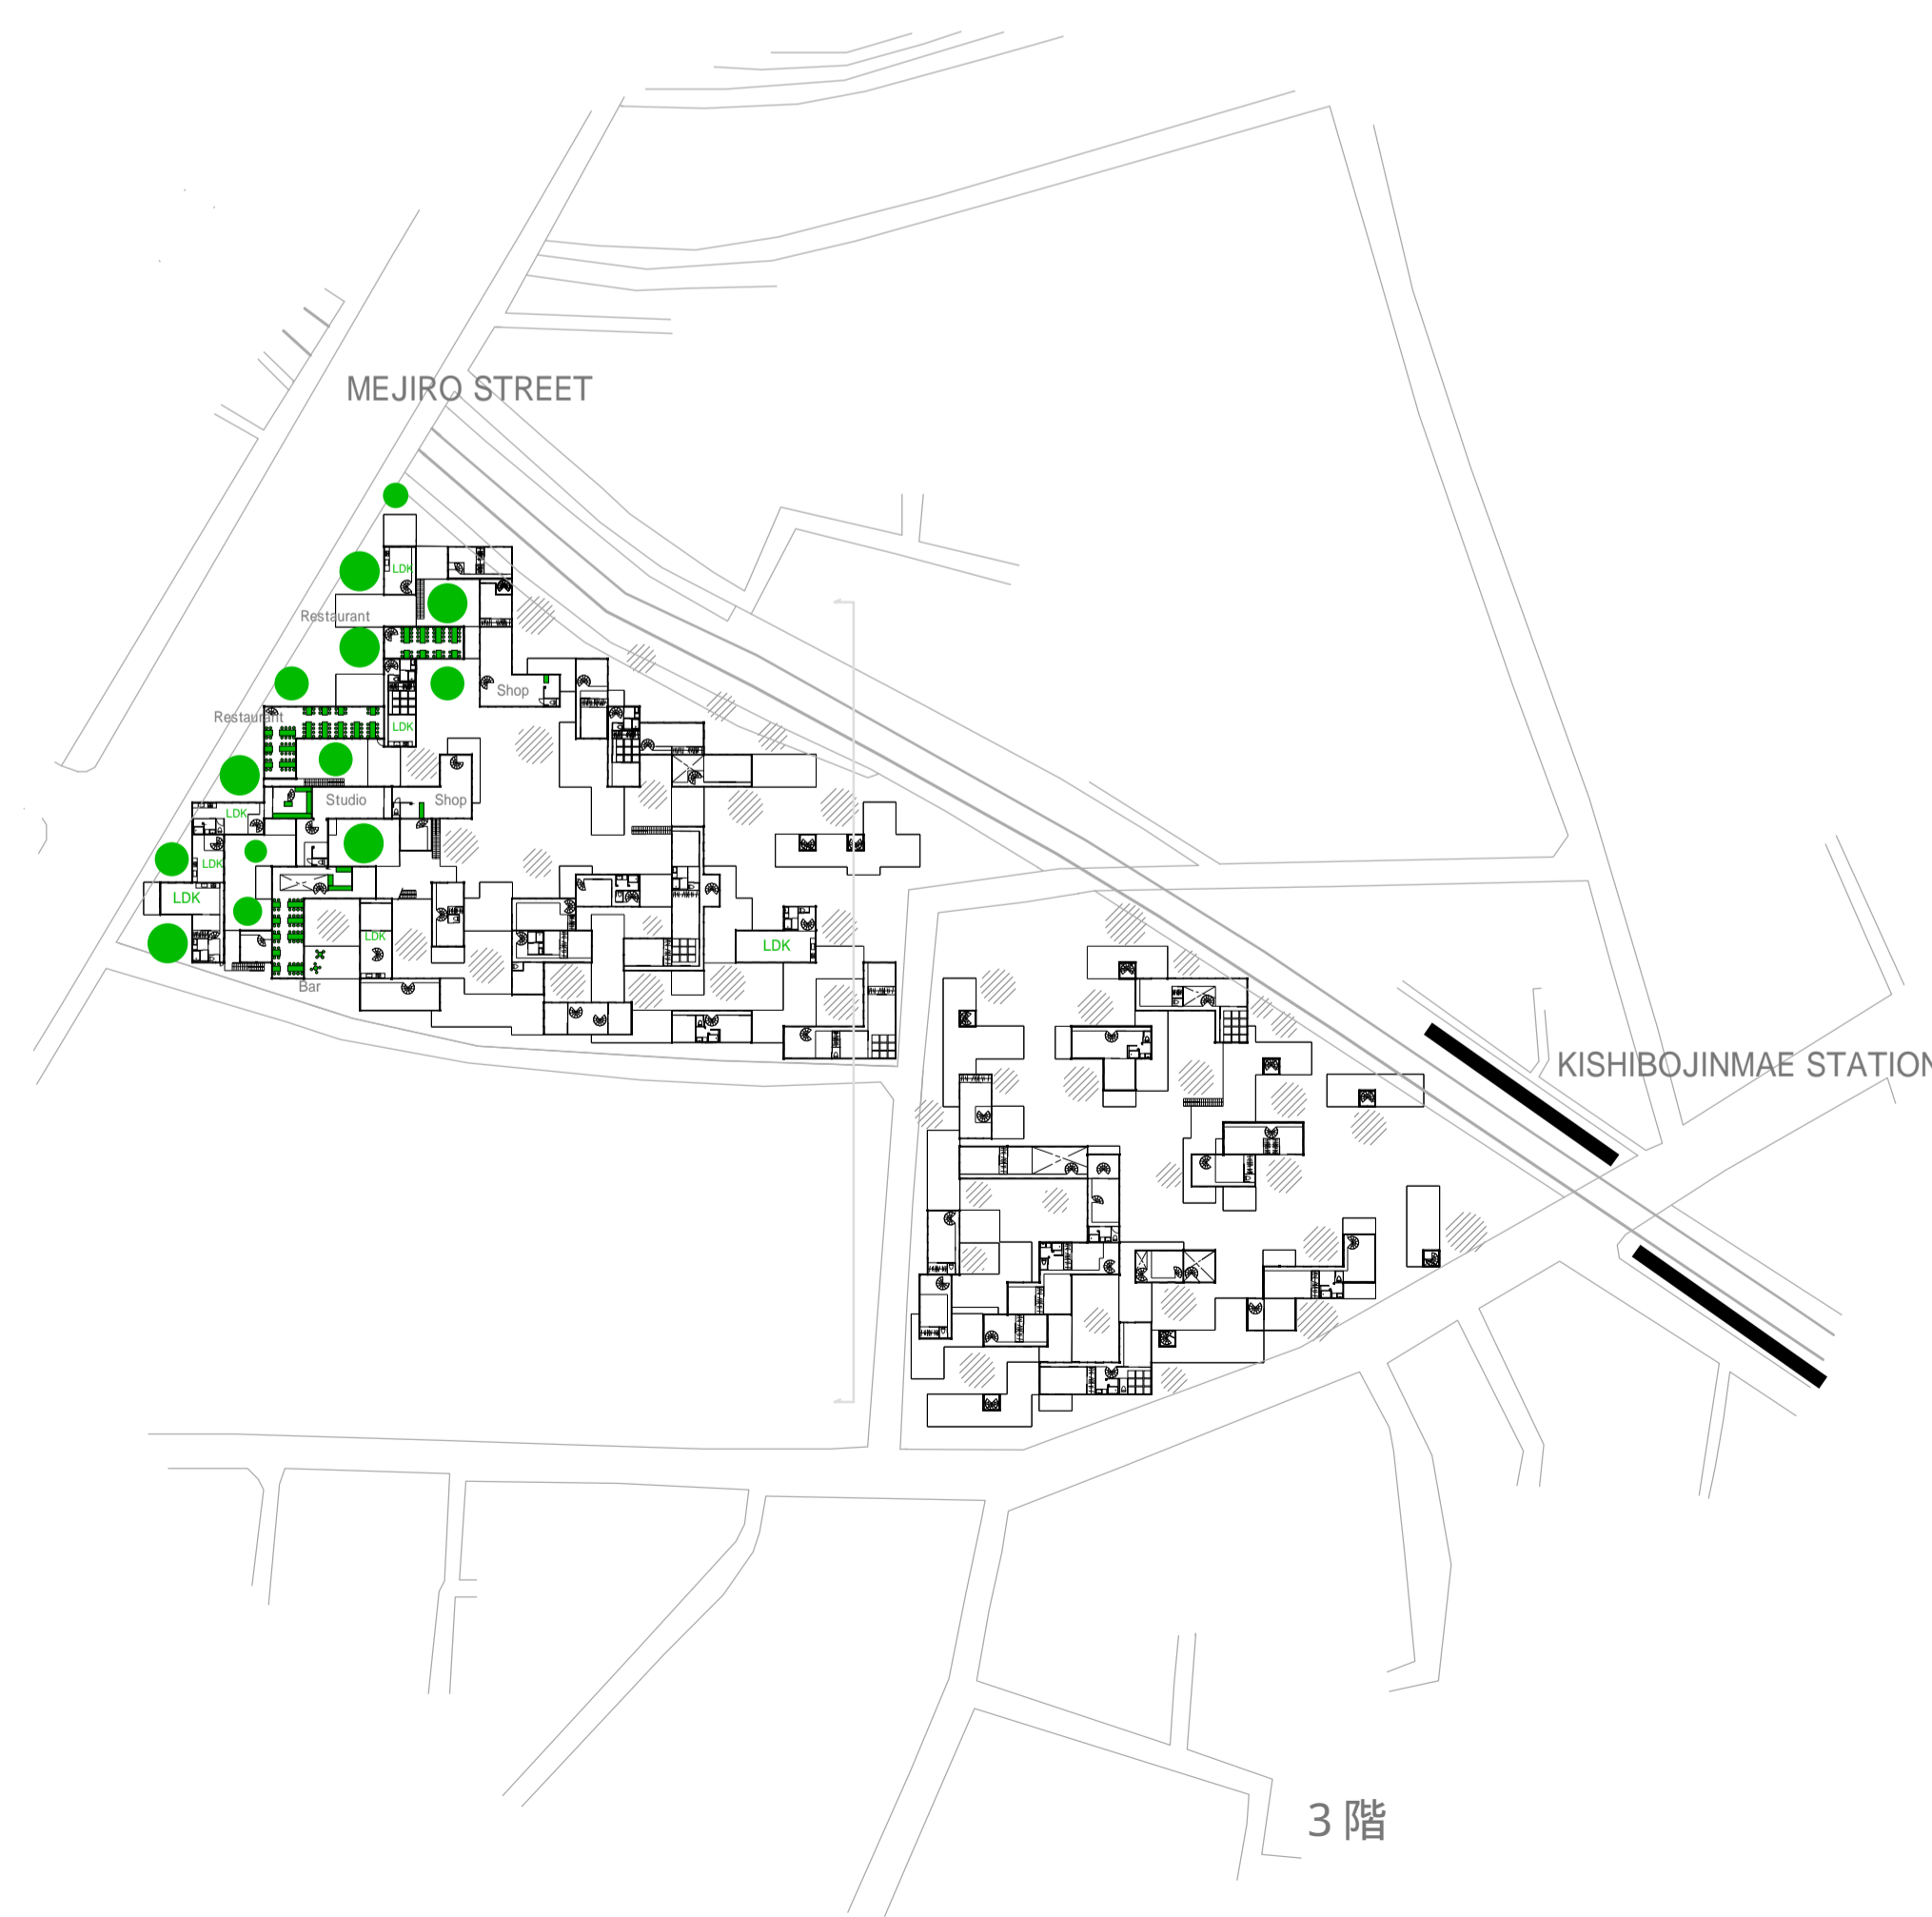 MEJIRO STREET
LDK
Restaurant
Shop
Restaurant
LDK
Studio
Shop
LDK
LDK
LDK
LDK
LDK
Bar
KISHIBOJINMAE STATION
3階